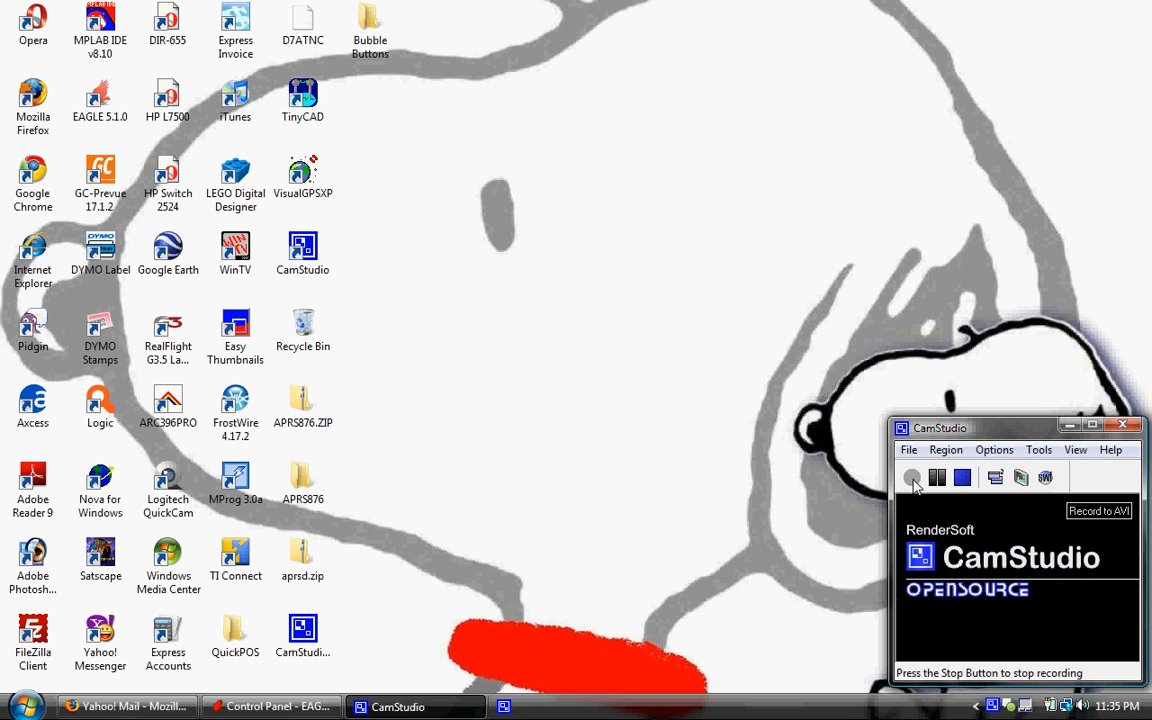 Opera
MPLAB IDE
v8.10
DIR-655
Express
Invoice
D7ATNC
Bubble
Buttons
Mozilla
Firefox
EAGLE 5.1.0
HP L7500
iTunes
TinyCAD
Google
Chrome
GC
GC-Prevue
17.1.2
HP Switch
2524
LEGO Digital
Designer
VisualGPSXP
Internet
Explorer
DYMO
DYMO Label
Google Earth
WIN
TV
WinTV
CamStudio
Pidgin
DYMO
Stamps
RealFlight
G3.5 La...
Easy
Thumbnails
Recycle Bin
Axcess
Logic
ARC396PRO
FrostWire
4.17.2
APRS876.ZIP
Adobe
Reader 9
Nova for
Windows
Logitech
QuickCam
MProg 3.0a
APRS876
Adobe
Photosh...
Satscape
Windows
Media Center
TI Connect
aprsd.zip
FileZilla
Client
Yahoo!
Messenger
Express
Accounts
QuickPOS
CamStudi...
CamStudio
File Region Options Tools View Help
SWF
Record to AVI
RenderSoft
CamStudio
OPENSOURCE
Press the Stop Button to stop recording
Yahoo! Mail - Mozill...
Control Panel - EAG...
CamStudio
11:35 PM